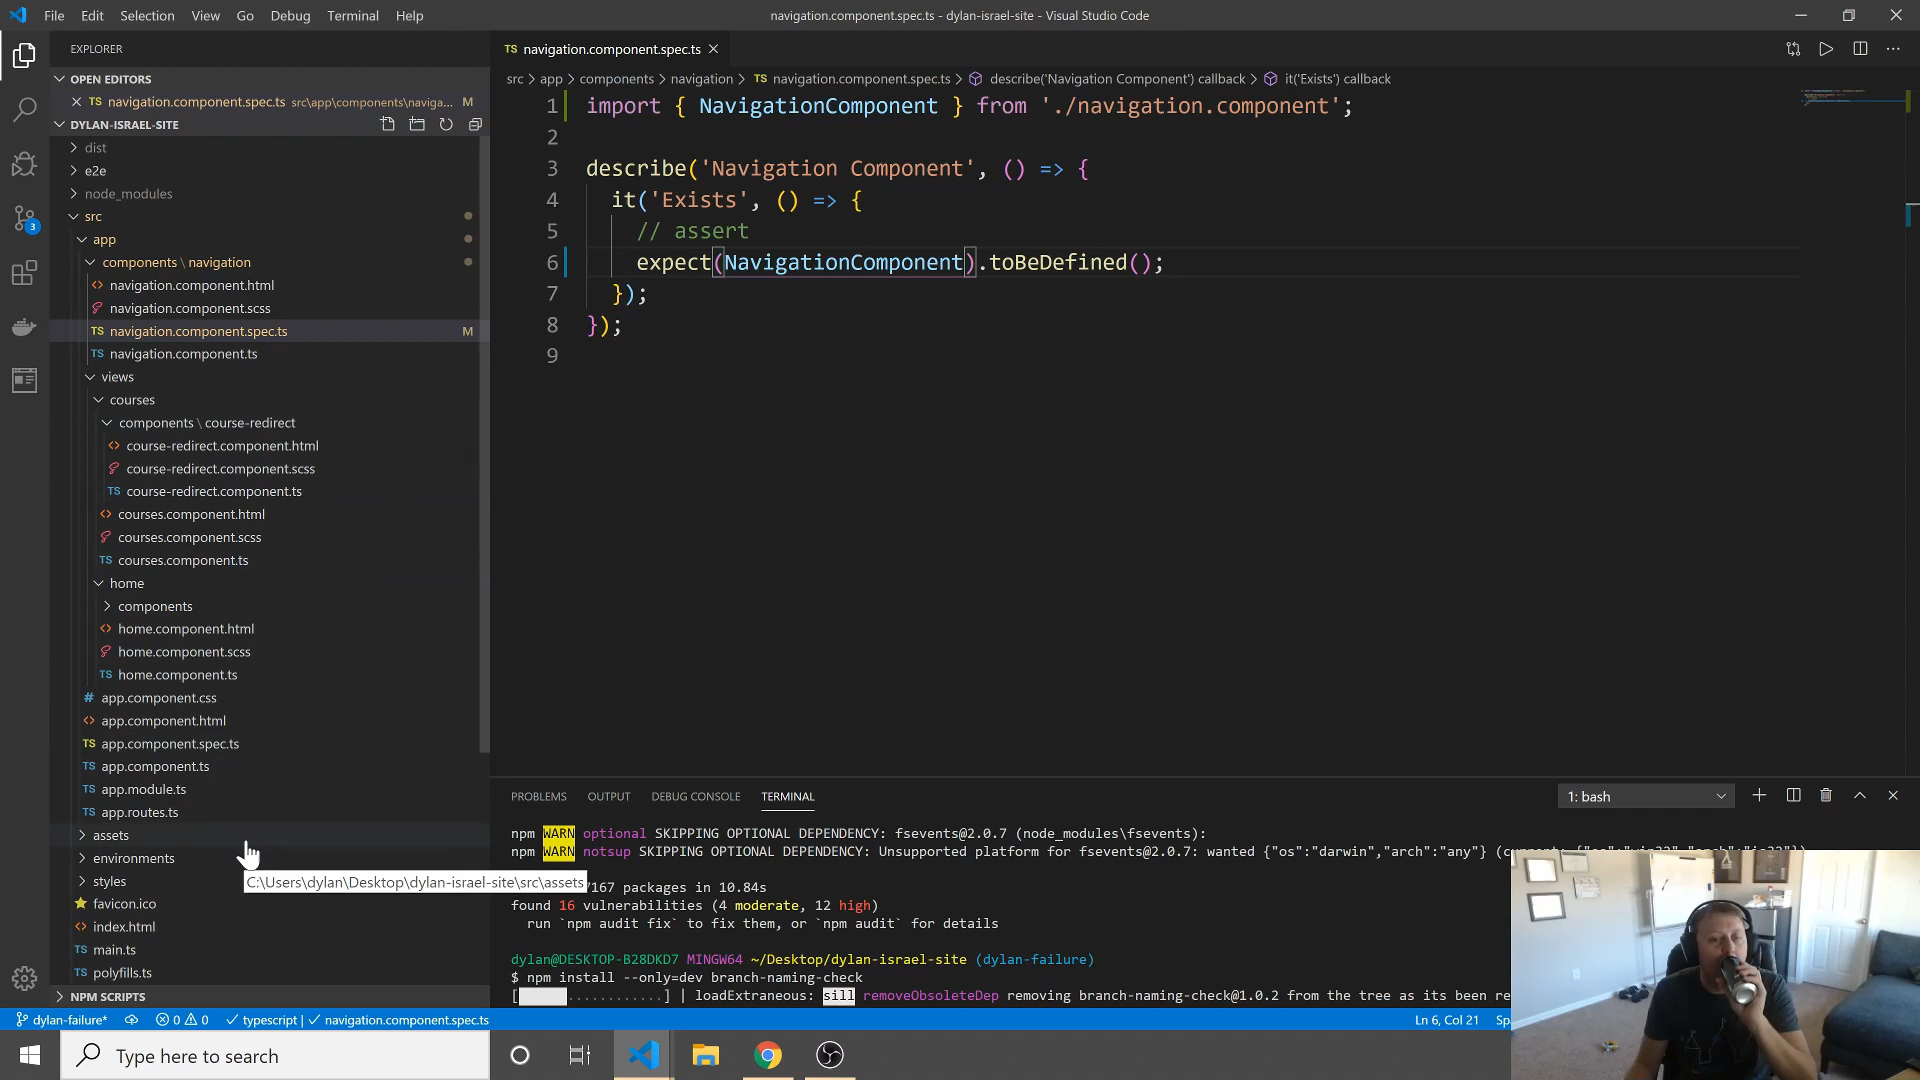 File Edit Selection View Go Debug Terminal Help
navigation.component.spec.ts - dylan-israel-site - Visual Studio Code
EXPLORER
OPEN EDITORS
navigation.component.spec.ts src\app\components\naviga... M
DYLAN-ISRAEL-SITE
dist
e2e
node_modules
src
app
components \ navigation
navigation.component.html
navigation.component.scss
navigation.component.spec.ts M
navigation.component.ts
views
courses
components \ course-redirect
course-redirect.component.html
course-redirect.component.scss
course-redirect.component.ts
courses.component.html
courses.component.scss
courses.component.ts
home
components
home.component.html
home.component.scss
home.component.ts
app.component.css
app.component.html
app.component.spec.ts
app.component.ts
app.module.ts
app.routes.ts
assets
environments
C:\Users\dylan\Desktop\dylan-israel-site\src\assets
styles
favicon.ico
index.html
main.ts
polyfills.ts
NPM SCRIPTS
3
TS navigation.component.spec.ts
src > app > components > navigation > TS navigation.component.spec.ts > describe('Navigation Component') callback > it('Exists') callback
1 import { NavigationComponent } from './navigation.component';
2
3 describe('Navigation Component', () => {
4 it('Exists', () => {
5 // assert
6 expect(NavigationComponent).toBeDefined();
7 });
8 });
9
PROBLEMS OUTPUT DEBUG CONSOLE TERMINAL
1: bash
npm WARN optional SKIPPING OPTIONAL DEPENDENCY: fsevents@2.0.7 (node_modules\fsevents):
npm WARN notsup SKIPPING OPTIONAL DEPENDENCY: Unsupported platform for fsevents@2.0.7: wanted {"os":"darwin","arch":"any"}
7167 packages in 10.84s
found 16 vulnerabilities (4 moderate, 12 high)
run `npm audit fix` to fix them, or `npm audit` for details
dylan@DESKTOP-B28DKD7 MINGW64 ~/Desktop/dylan-israel-site (dylan-failure)
$ npm install --only=dev branch-naming-check
[ ............] | loadExtraneous: sill removeObsoleteDep removing branch-naming-check@1.0.2 from the tree as its been re
dylan-failure* 0 0 typescript | navigation.component.spec.ts
Ln 6, Col 21
Type here to search